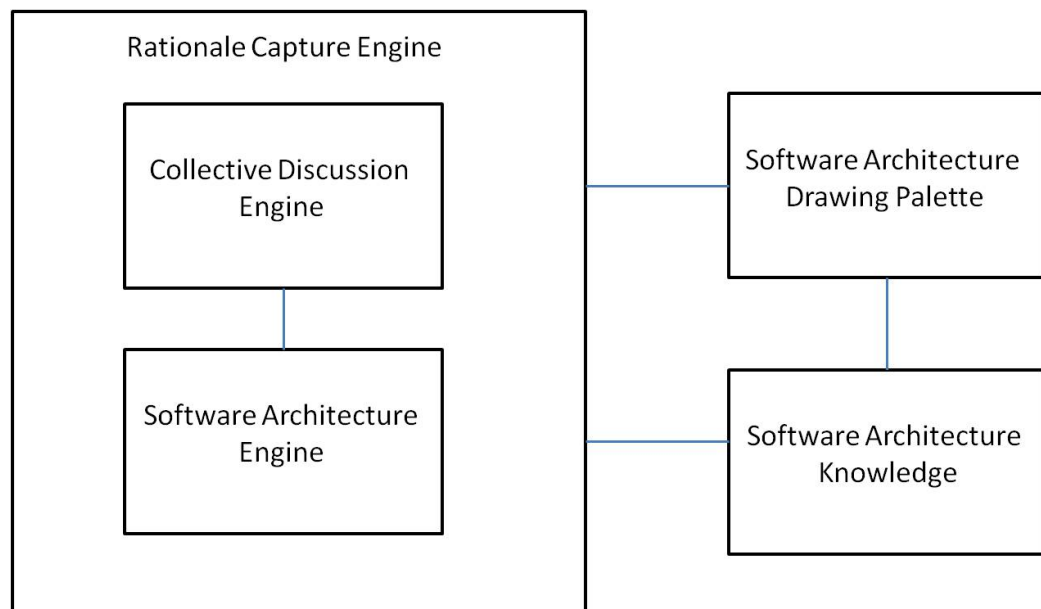 Rationale Capture Engine
Collective Discussion
Engine
Software Architecture
Engine
Software Architecture
Drawing Palette
Software Architecture
Knowledge